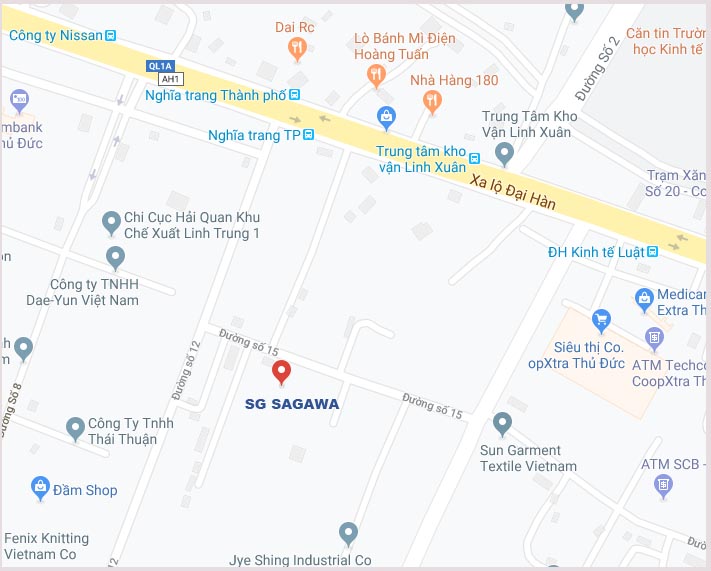 Dai Rc
Công ty Nissan
Lò Bánh Mì Điện
Hoàng Tuấn
Căn tin Trườn
học Kinh tế
QL1A
AH1
Đường Số 2
Nhà Hàng 180
Nghĩa trang Thành phố
mbank
hủ Đức
Trung Tâm Kho
Vận Linh Xuân
Nghĩa trang TP
Trung tâm kho
vận Linh Xuân
Xa lộ Đại Hàn
Trạm Xăn
Số 20 - Co
Chi Cục Hải Quan Khu
Chế Xuất Linh Trung 1
ĐH Kinh tế Luật
Công ty TNHH
Dae-Yun Việt Nam
Medicar
Extra Th
Siêu thị Co.
opXtra Thủ Đức
ATM Techco
CoopXtra Th
Đường số 15
Đường số 12
SG SAGAWA
Đường Số 8
Đường số 15
Công Ty Tnhh
Thái Thuận
Sun Garment
Textile Vietnam
ATM SCB -
Đầm Shop
Fenix Knitting
Vietnam Co
Jye Shing Industrial Co
12